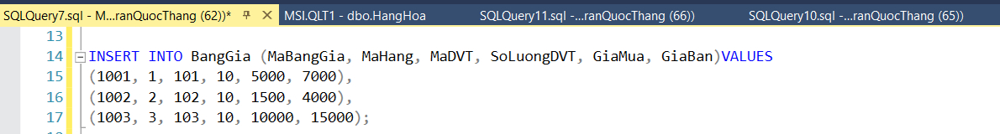 SQLQuery7.sql - M...ranQuocThang (62))* MSI.QLT1 - dbo.HangHoa SQLQuery11.sql -...ranQuocThang (66)) SQLQuery10.sql -...ranQuocThang (65))
13
14 INSERT INTO BangGia (MaBangGia, MaHang, MaDVT, SoLuongDVT, GiaMua, GiaBan)VALUES
15 (1001, 1, 101, 10, 5000, 7000),
16 (1002, 2, 102, 10, 1500, 4000),
17 (1003, 3, 103, 10, 10000, 15000);